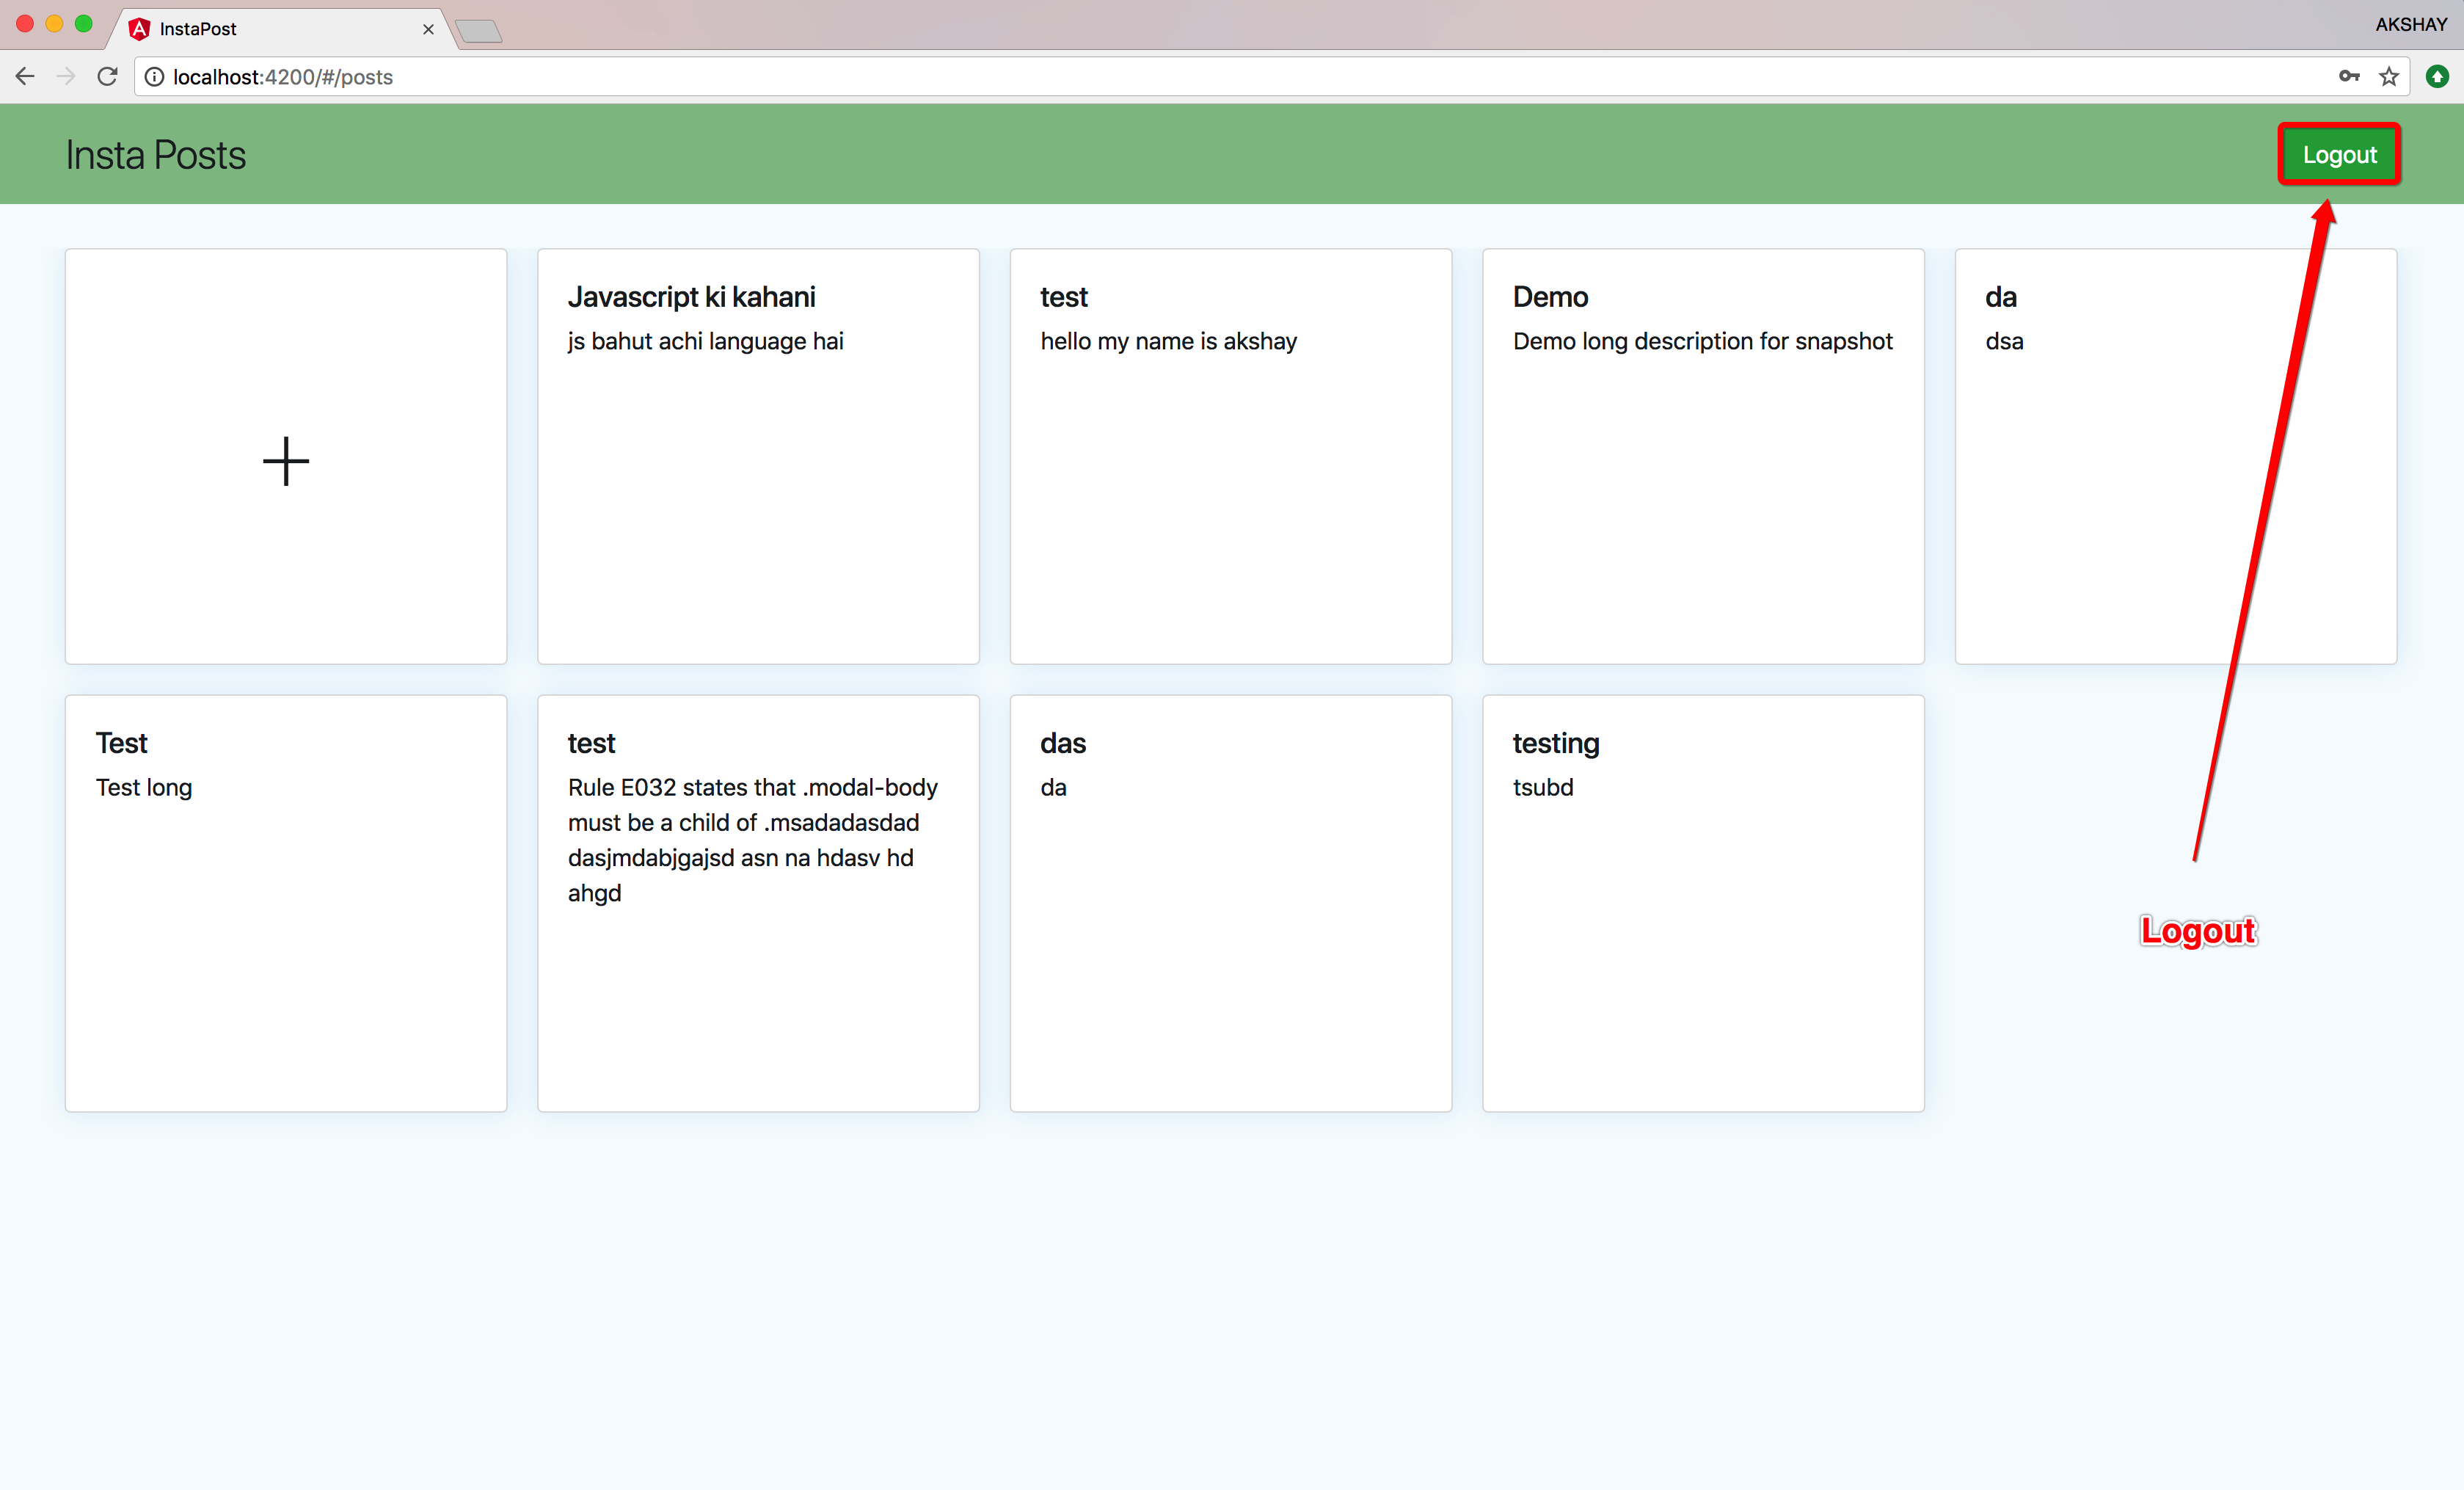 InstaPost
AKSHAY
localhost:4200/#/posts
Insta Posts
Logout
Javascript ki kahani
js bahut achi language hai
test
hello my name is akshay
Demo
Demo long description for snapshot
da
dsa
Test
Test long
test
Rule E032 states that .modal-body
must be a child of .msadadasdad
dasjmdabjgajsd asn na hdasv hd
ahgd
das
da
testing
tsubd
Logout